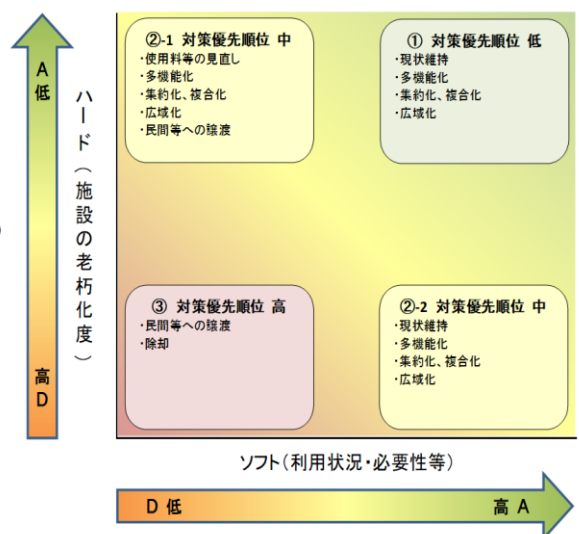 ②-1 対策優先順位 中
・使用料等の見直し
・多機能化
・集約化、複合化
・広域化
・民間等への譲渡
① 対策優先順位 低
・現状維持
・多機能化
・集約化、複合化
・広域化
A
低
ハード(施設の老朽化度)
高
D
③ 対策優先順位 高
・民間等への譲渡
・除却
②-2 対策優先順位 中
・現状維持
・多機能化
・集約化、複合化
・広域化
ソフト(利用状況・必要性等)
D 低
高 A